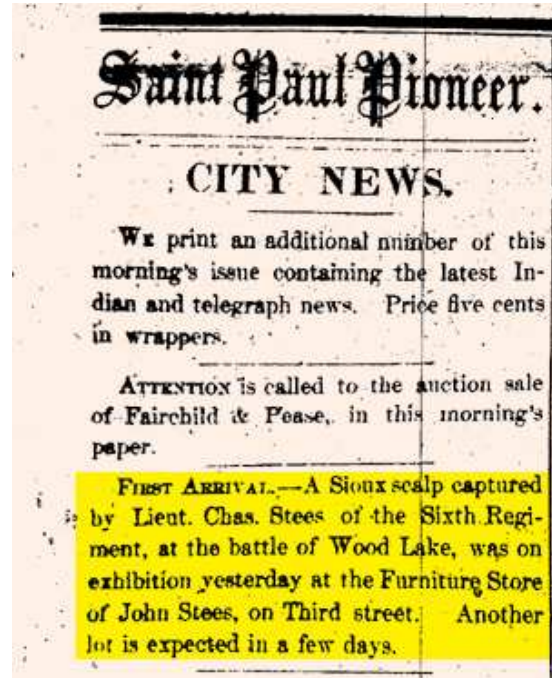 Saint Paul Pioneer.
CITY NEWS.
WE print an additional number of this
morning's issue containing the latest In-
dian and telegraph news. Price five cents
in wrappers.
ATTENTION is called to the auction sale
of Fairchild & Pease, in this morning's
paper.
FIRST ARRIVAL.—A Sioux scalp captured
by Lieut. Chas. Stees of the Sixth Regi-
ment, at the battle of Wood Lake, was on
exhibition yesterday at the Furniture Store
of John Stees, on Third street. Another
lot is expected in a few days.